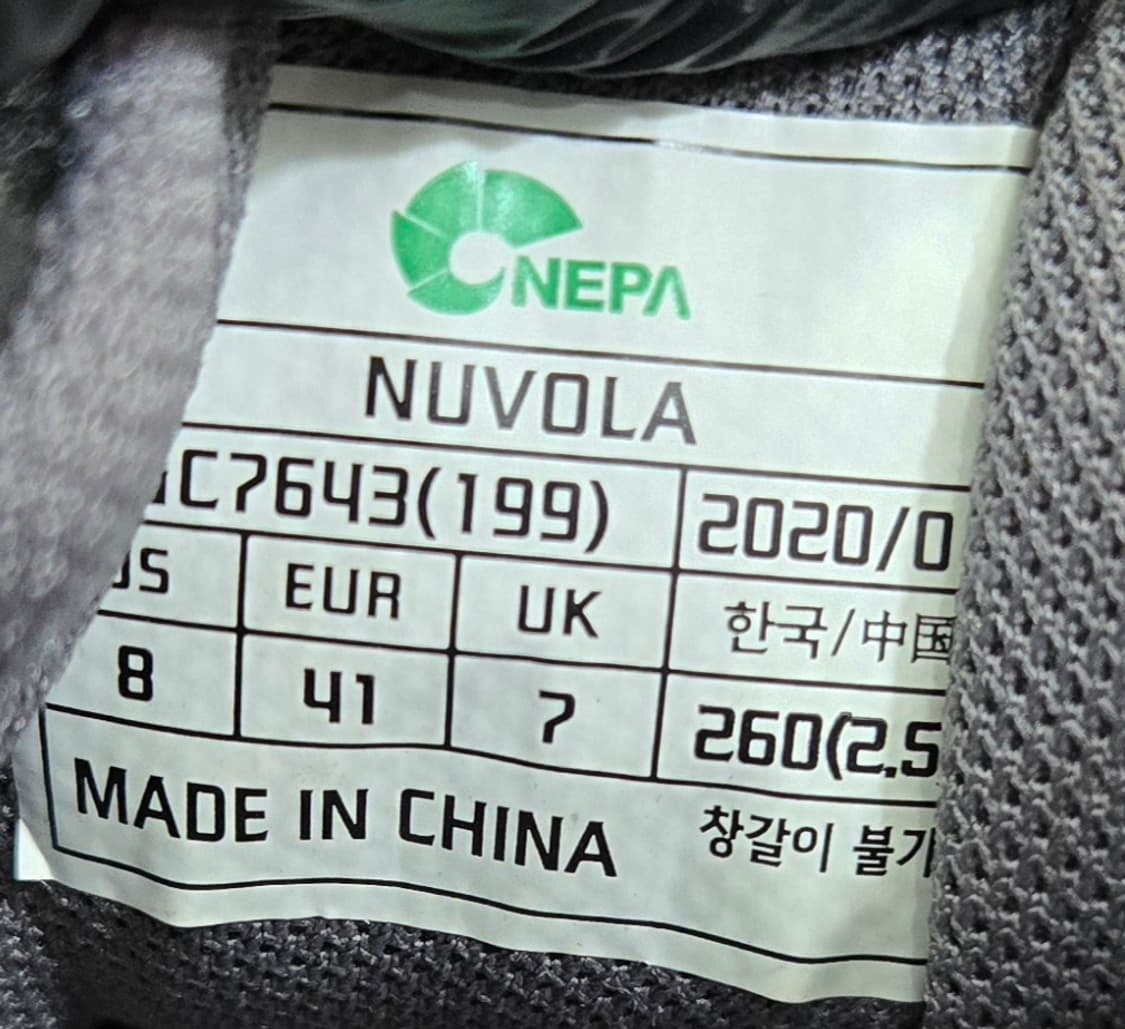 NEPA
NUVOLA
C7643(199) 2020/0
US EUR UK 한국/中国
8 41 7 260(2.5
MADE IN CHINA 창갈이 불가